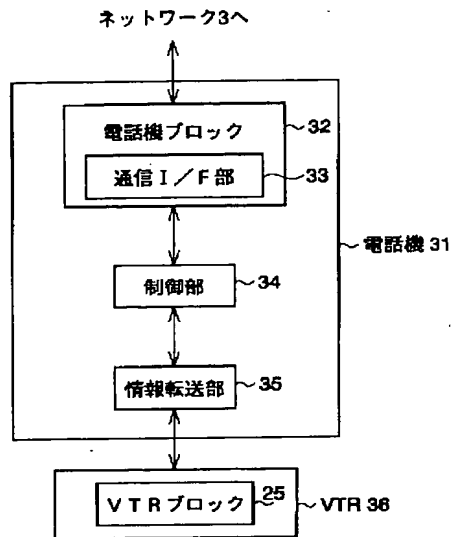 ネットワーク3へ
電話機ブロック
32
通信I/F部
33
電話機31
制御部
34
情報転送部
35
VTRブロック
25
VTR 36